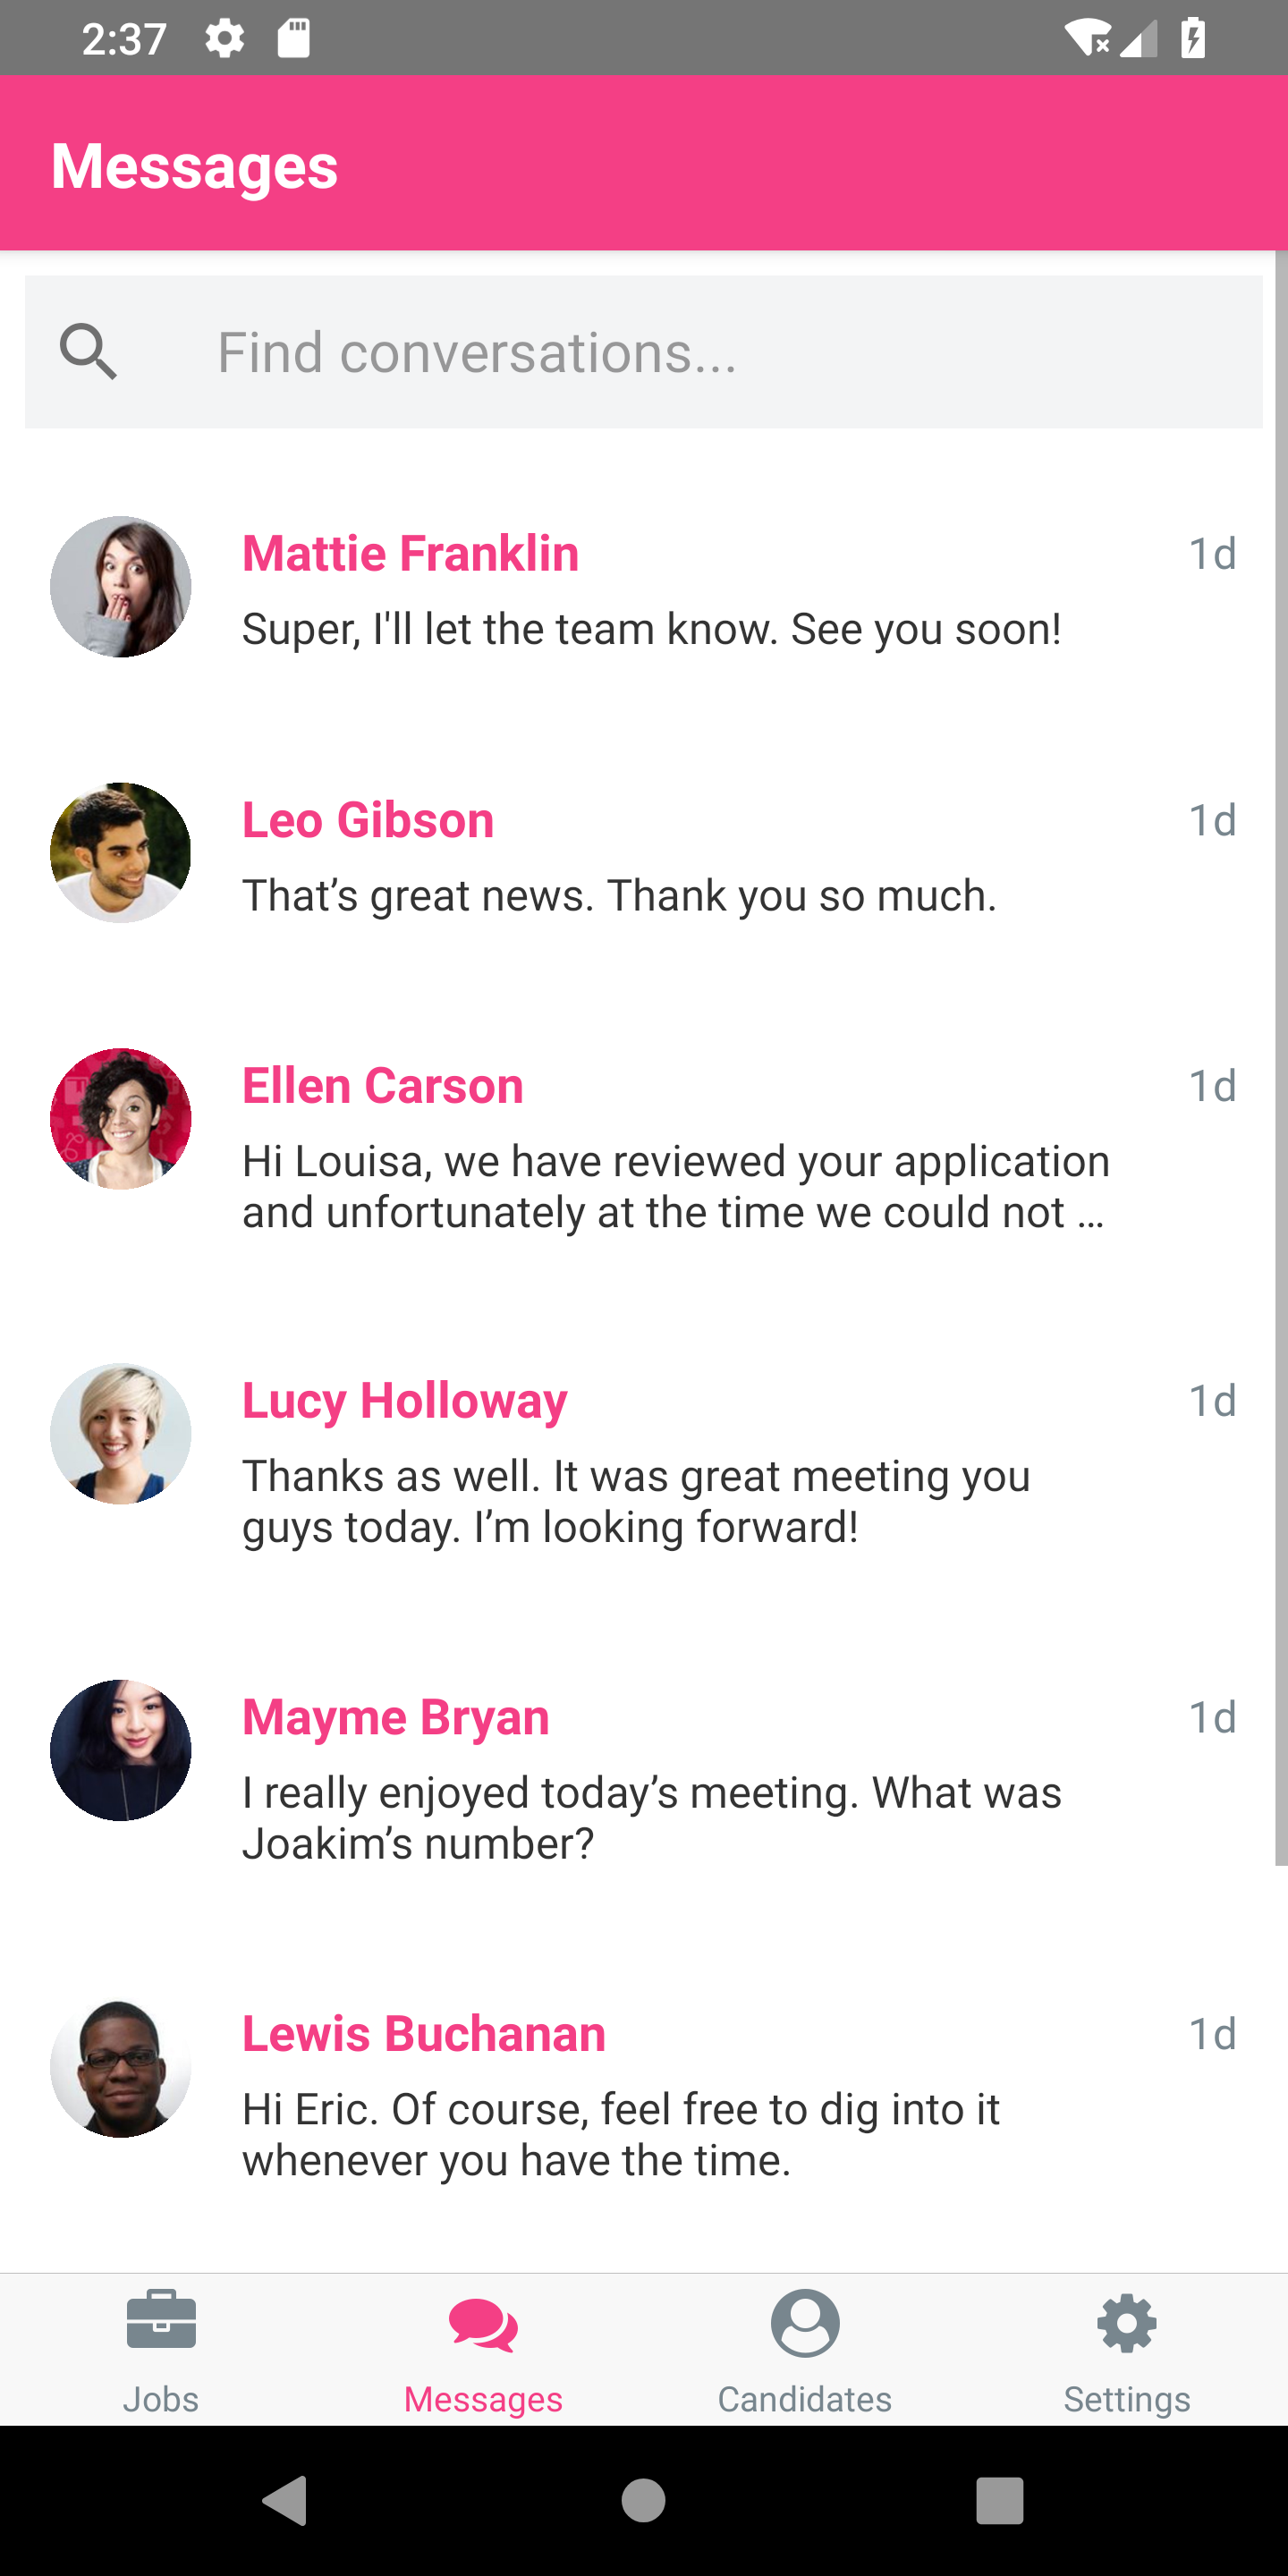 2:37
Messages
Find conversations...
Mattie Franklin
1d
Super, I'll let the team know. See you soon!
Leo Gibson
1d
That’s great news. Thank you so much.
Ellen Carson
1d
Hi Louisa, we have reviewed your application
and unfortunately at the time we could not ...
Lucy Holloway
1d
Thanks as well. It was great meeting you
guys today. I’m looking forward!
Mayme Bryan
1d
I really enjoyed today’s meeting. What was
Joakim’s number?
Lewis Buchanan
1d
Hi Eric. Of course, feel free to dig into it
whenever you have the time.
Jobs
Messages
Candidates
Settings